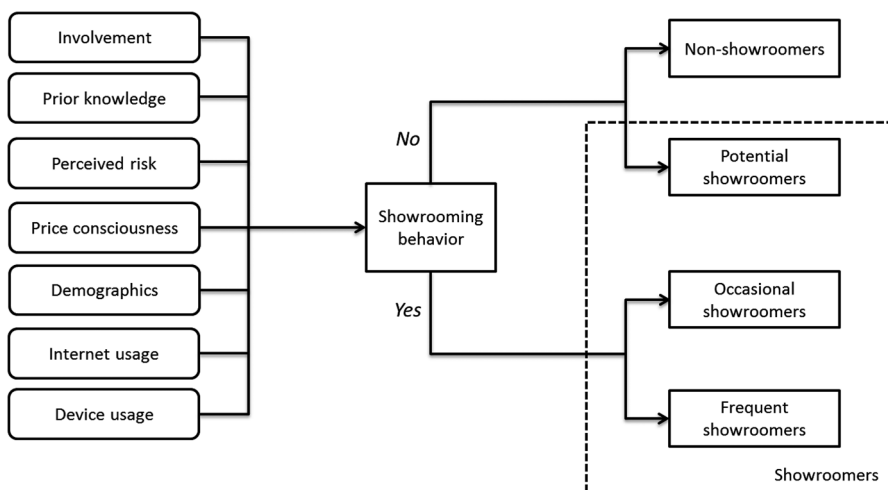 Involvement
Prior knowledge
Perceived risk
Price consciousness
Demographics
Internet usage
Device usage
Showrooming
behavior
No
Yes
Non-showroomers
Potential
showroomers
Occasional
showroomers
Frequent
showroomers
Showroomers